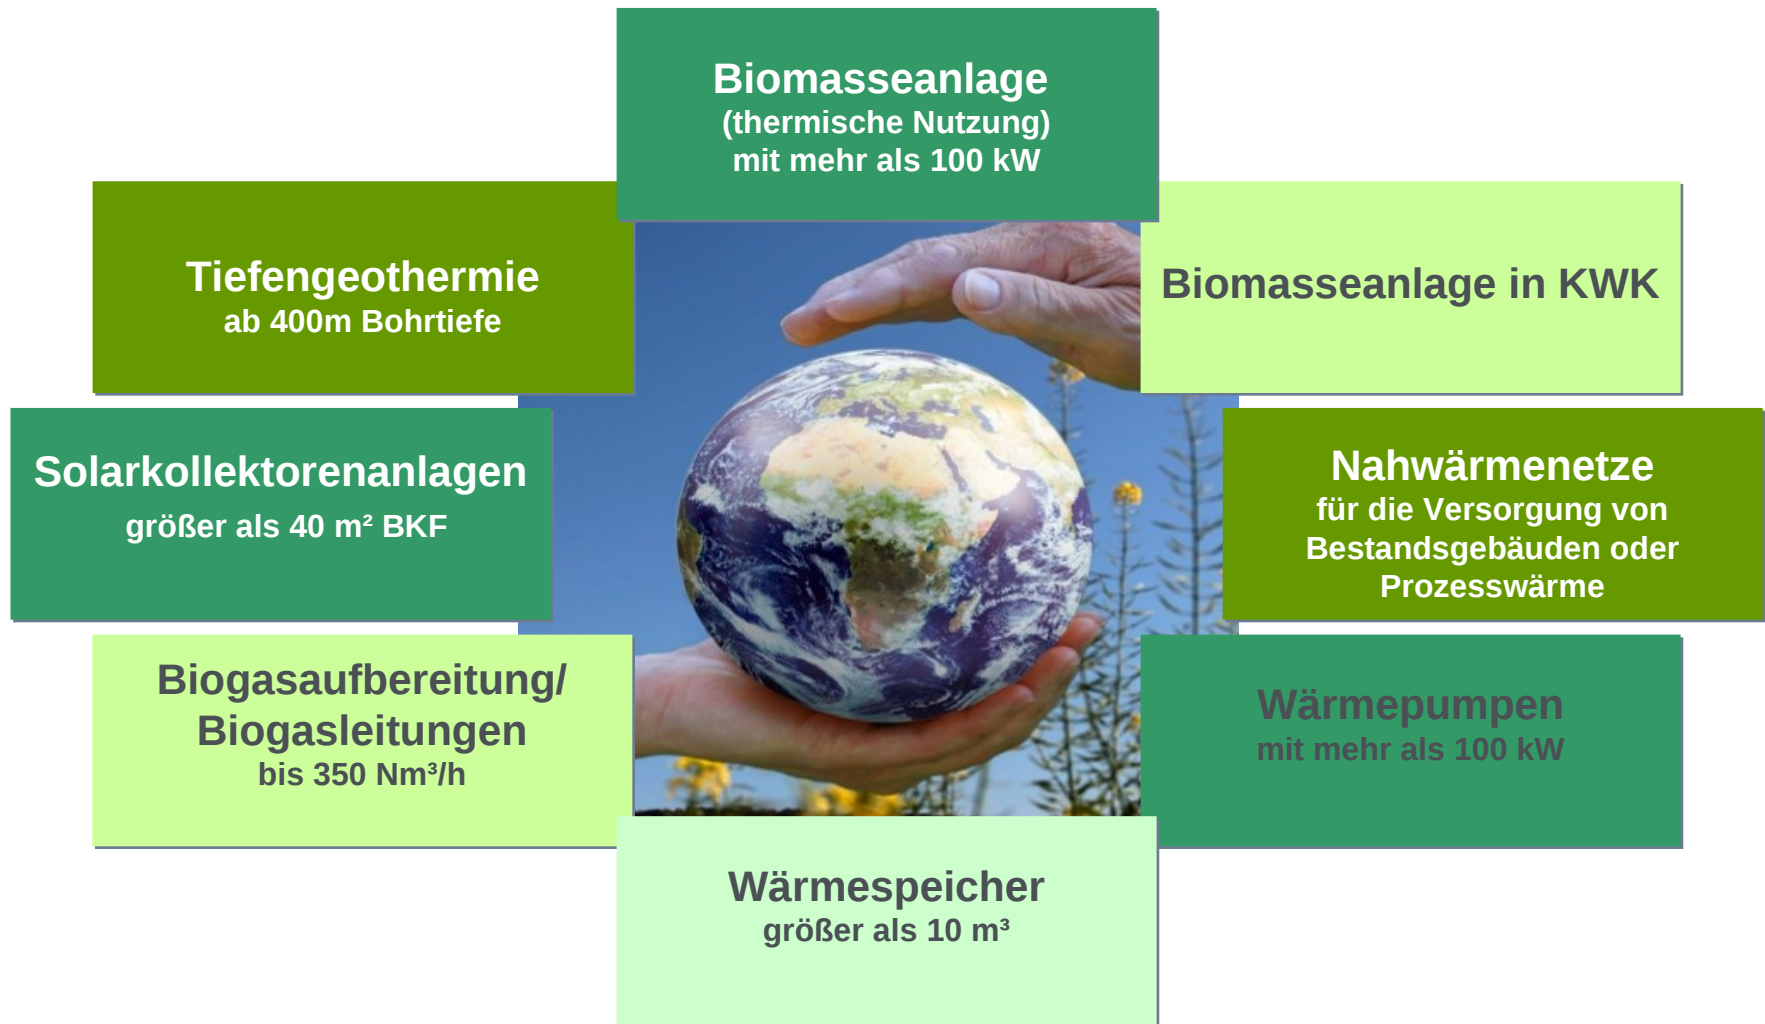 Biomasseanlage
(thermische Nutzung)
mit mehr als 100 kW
Tiefengeothermie
ab 400m Bohrtiefe
Biomasseanlage in KWK
Solarkollektorenanlagen
größer als 40 m² BKF
Nahwärmenetze
für die Versorgung von
Bestandsgebäuden oder
Prozesswärme
Biogasaufbereitung/
Biogasleitungen
bis 350 Nm³/h
Wärmepumpen
mit mehr als 100 kW
Wärmespeicher
größer als 10 m³